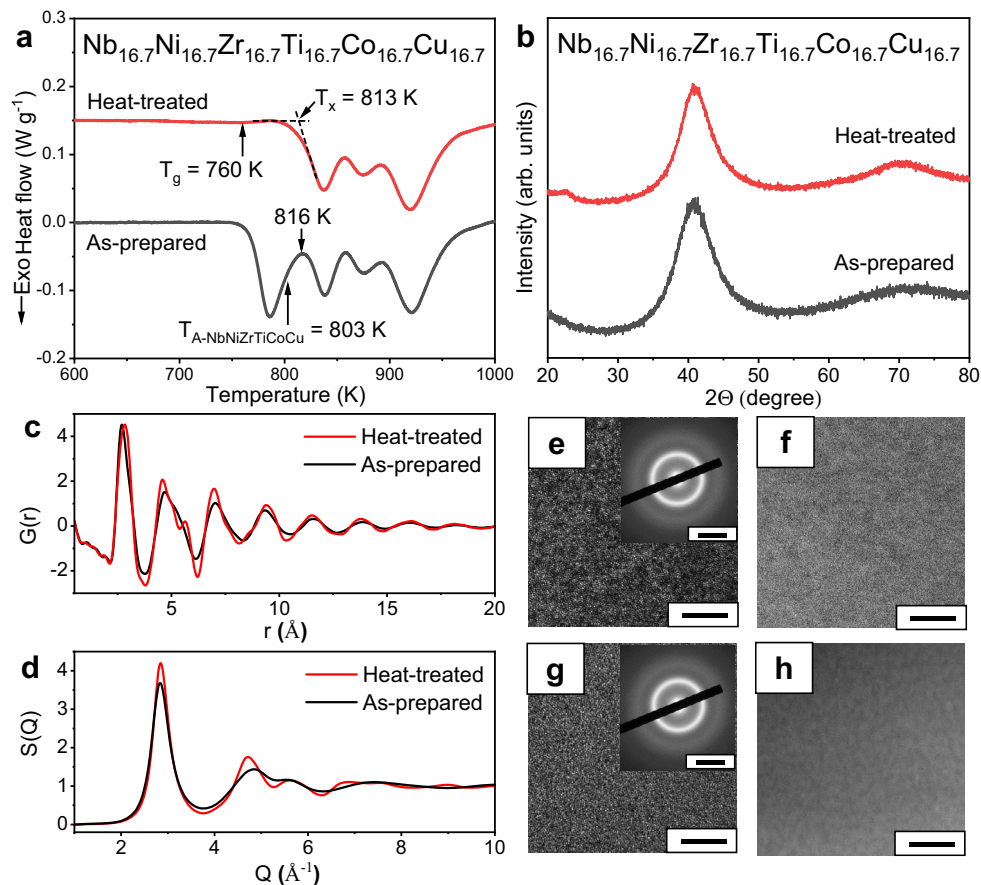 a
Nb16.7Ni16.7Zr16.7Ti16.7Co16.7Cu16.7
Heat-treated
Tx = 813 K
Tg = 760 K
816 K
As-prepared
TA-NbNiZrTiCoCu = 803 K
←Exo Heat flow (W g-1)
0.3
0.2
0.1
0.0
-0.1
-0.2
600 700 800 900 1000
Temperature (K)
b
Nb16.7Ni16.7Zr16.7Ti16.7Co16.7Cu16.7
Heat-treated
As-prepared
Intensity (arb. units)
20 30 40 50 60 70 80
2Θ (degree)
c
Heat-treated
As-prepared
G(r)
4
2
0
-2
5 10 15 20
r (Å)
d
Heat-treated
As-prepared
S(Q)
4
3
2
1
0
2 4 6 8 10
Q (Å-1)
e
f
g
h